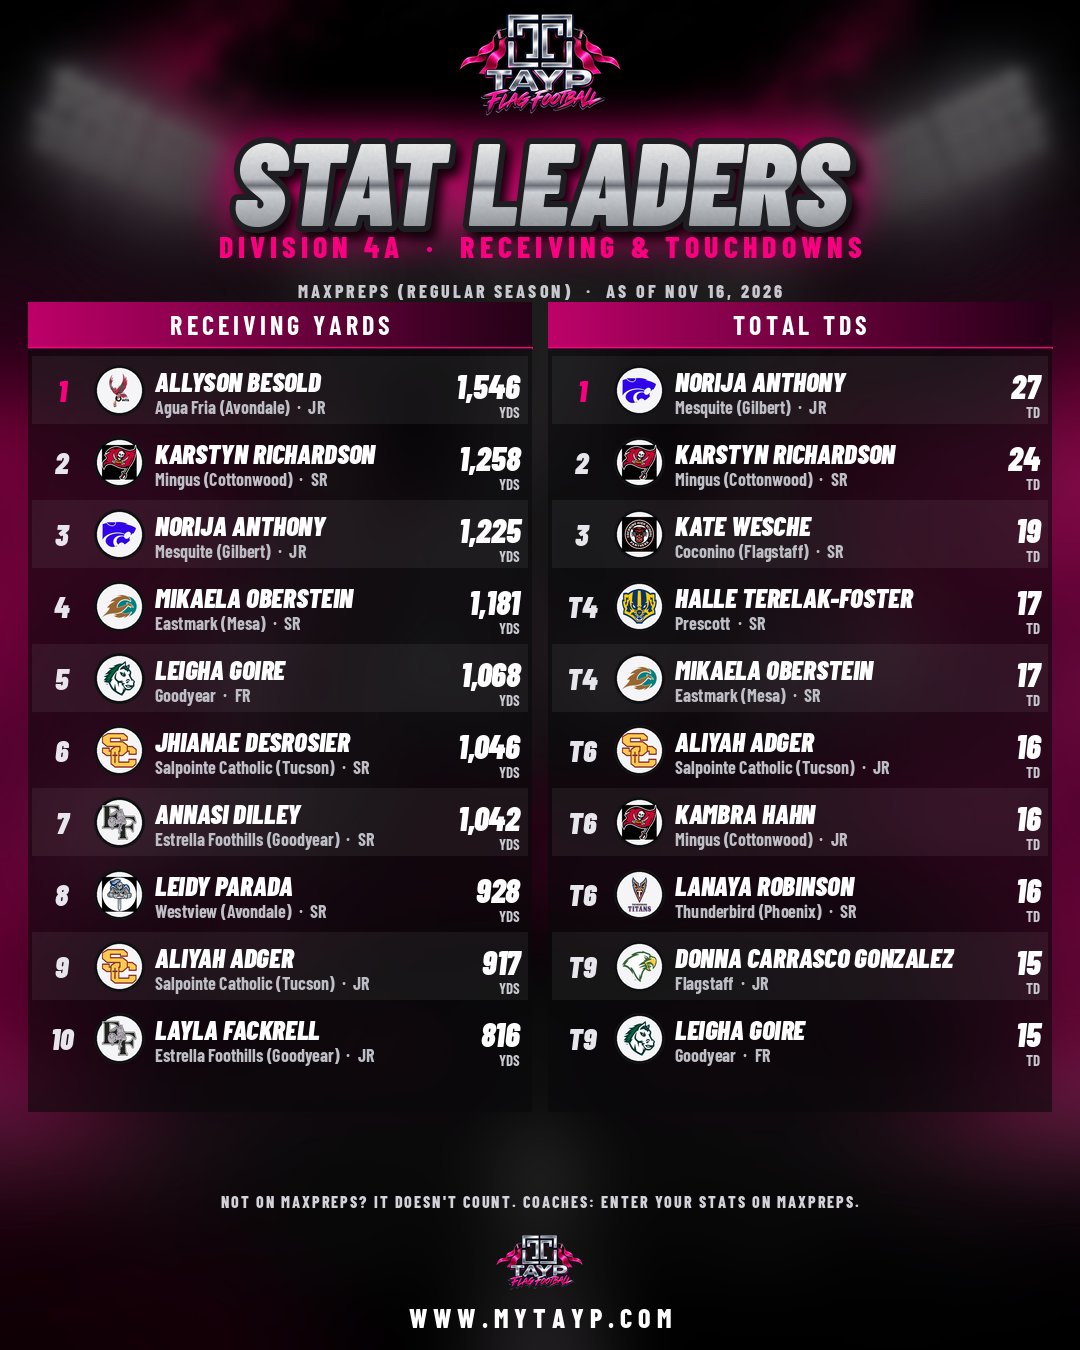 TAYP
FLAG FOOTBALL
STAT LEADERS
DIVISION 4A · RECEIVING & TOUCHDOWNS
MAXPREPS (REGULAR SEASON) · AS OF NOV 16, 2026
RECEIVING YARDS
1 ALLYSON BESOLD 1,546
Agua Fria (Avondale) · JR YDS
2 KARSTYN RICHARDSON 1,258
Mingus (Cottonwood) · SR YDS
3 NORIJA ANTHONY 1,225
Mesquite (Gilbert) · JR YDS
4 MIKAELA OBERSTEIN 1,181
Eastmark (Mesa) · SR YDS
5 LEIGHA GOIRE 1,068
Goodyear · FR YDS
6 JHIANAE DESROSIER 1,046
Salpointe Catholic (Tucson) · SR YDS
7 ANNASI DILLEY 1,042
Estrella Foothills (Goodyear) · SR YDS
8 LEIDY PARADA 928
Westview (Avondale) · SR YDS
9 ALIYAH ADGER 917
Salpointe Catholic (Tucson) · JR YDS
10 LAYLA FACKRELL 816
Estrella Foothills (Goodyear) · JR YDS
TOTAL TDS
1 NORIJA ANTHONY 27
Mesquite (Gilbert) · JR TD
2 KARSTYN RICHARDSON 24
Mingus (Cottonwood) · SR TD
3 KATE WESCHE 19
Coconino (Flagstaff) · SR TD
T4 HALLE TERELAK-FOSTER 17
Prescott · SR TD
T4 MIKAELA OBERSTEIN 17
Eastmark (Mesa) · SR TD
T6 ALIYAH ADGER 16
Salpointe Catholic (Tucson) · JR TD
T6 KAMBRA HAHN 16
Mingus (Cottonwood) · JR TD
T6 LANAYA ROBINSON 16
Thunderbird (Phoenix) · SR TD
T9 DONNA CARRASCO GONZALEZ 15
Flagstaff · JR TD
T9 LEIGHA GOIRE 15
Goodyear · FR TD
NOT ON MAXPREPS? IT DOESN'T COUNT. COACHES: ENTER YOUR STATS ON MAXPREPS.
TAYP
FLAG FOOTBALL
WWW.MYTAYP.COM